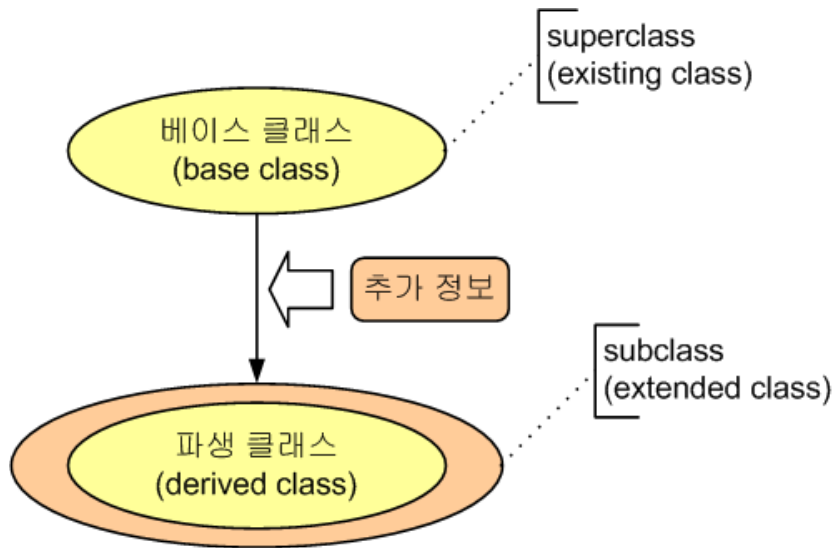 superclass
(existing class)
베이스 클래스
(base class)
추가 정보
subclass
(extended class)
파생 클래스
(derived class)